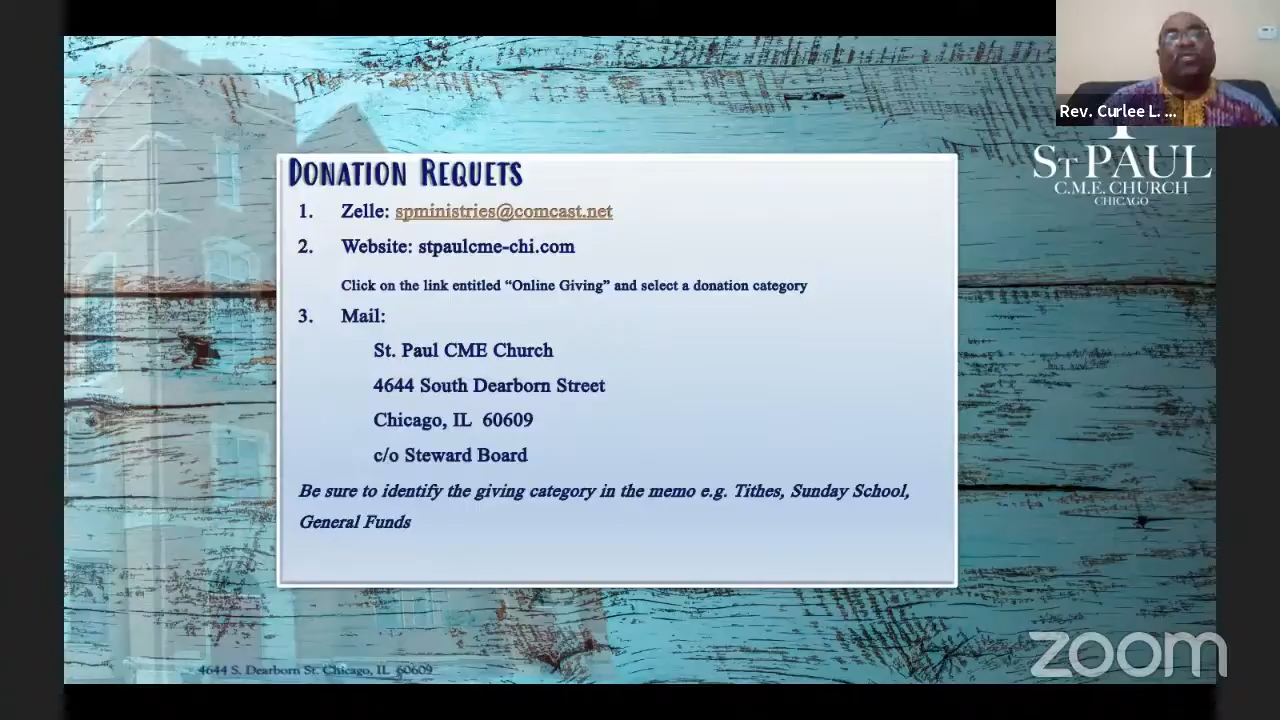 Rev. Curlee L. ...
ST PAUL
C.M.E. CHURCH
CHICAGO
DONATION REQUETS
1. Zelle: spministries@comcast.net
2. Website: stpaulcme-chi.com
Click on the link entitled “Online Giving” and select a donation category
3. Mail:
St. Paul CME Church
4644 South Dearborn Street
Chicago, IL 60609
c/o Steward Board
Be sure to identify the giving category in the memo e.g. Tithes, Sunday School,
General Funds
4644 S. Dearborn St. Chicago, IL 60609
zoom